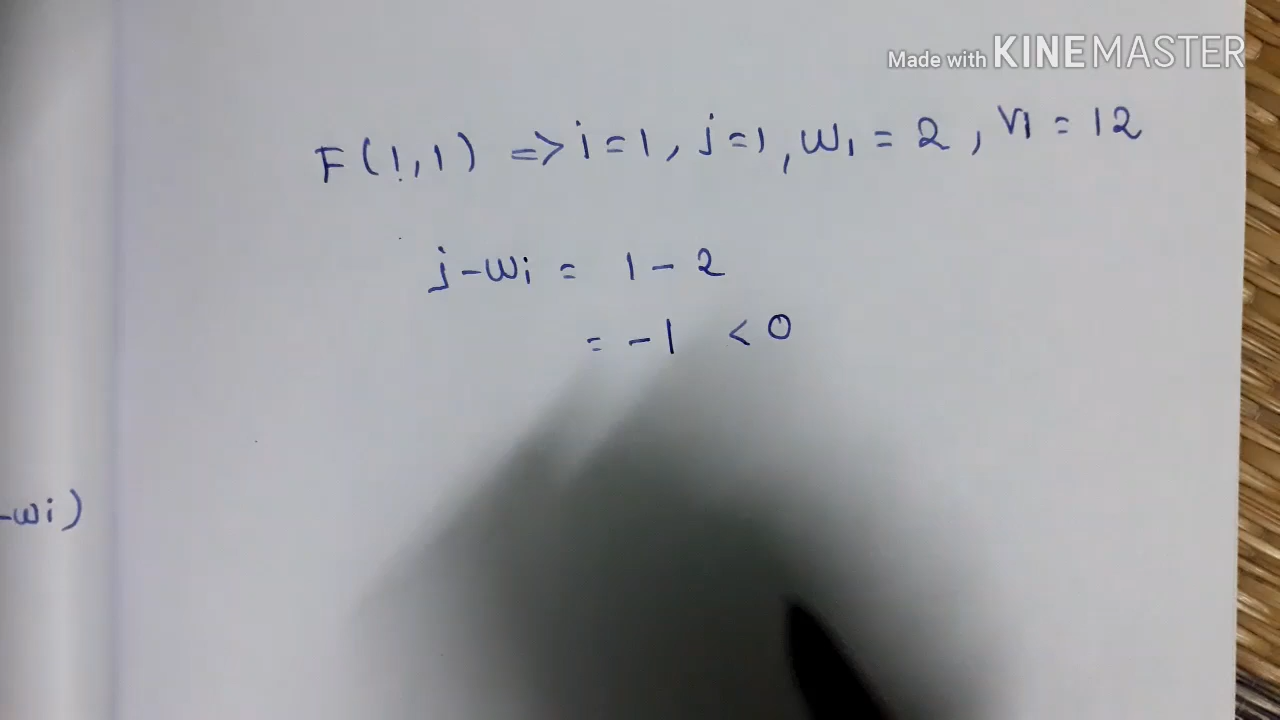 Made with KINEMASTER
F(1,1) => i=1, j=1, w1 = 2, V1 = 12
j-wi = 1 - 2
= -1 < 0
-wi)